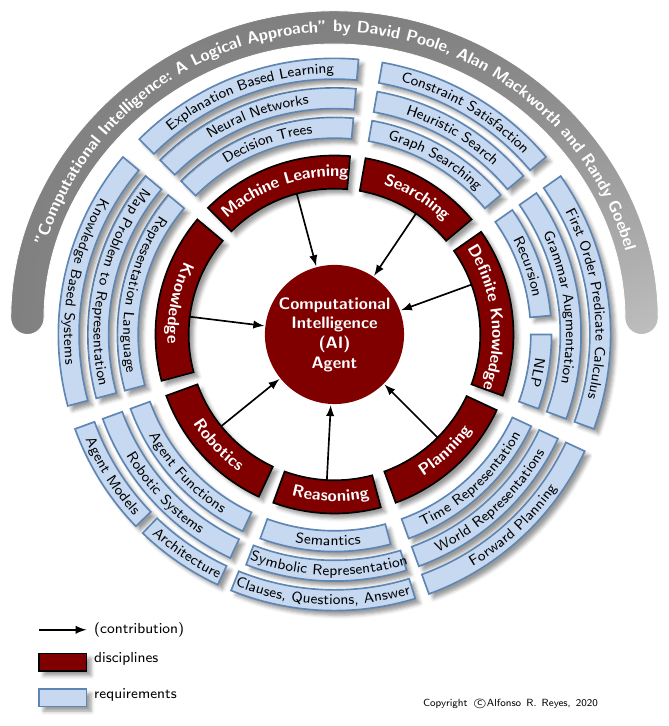 "Computational Intelligence: A Logical Approach" by David Poole, Alan Mackworth and Randy Goebel
Explanation Based Learning
Neural Networks
Decision Trees
Machine Learning
Constraint Satisfaction
Heuristic Search
Graph Searching
Searching
First Order Predicate Calculus
Grammar Augmentation
Recursion
NLP
Definite Knowledge
Knowledge Based Systems
Map Problem to Representation
Representation Language
Knowledge
Computational
Intelligence
(AI)
Agent
Agent Models
Architecture
Robotic Systems
Agent Functions
Robotics
Reasoning
Semantics
Symbolic Representation
Clauses, Questions, Answer
Planning
Time Representation
World Representations
Forward Planning
(contribution)
disciplines
requirements
Copyright ©Alfonso R. Reyes, 2020